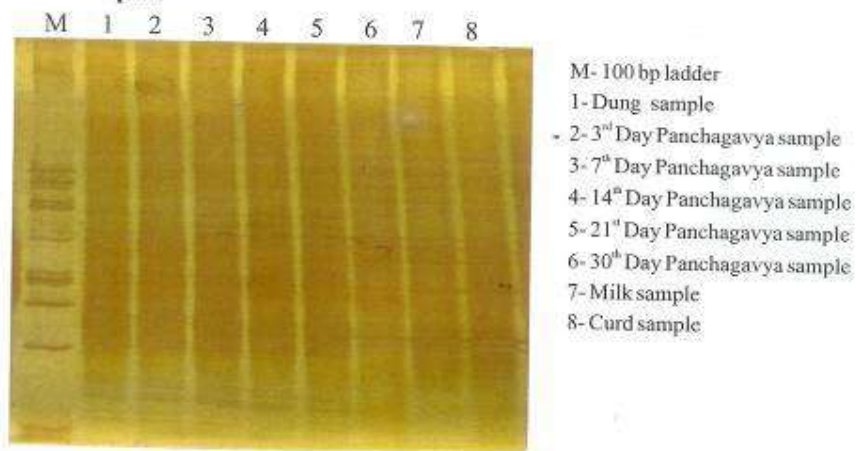 M 1 2 3 4 5 6 7 8
M- 100 bp ladder
1- Dung sample
2- 3rd Day Panchagavya sample
3- 7th Day Panchagavya sample
4- 14th Day Panchagavya sample
5- 21st Day Panchagavya sample
6- 30th Day Panchagavya sample
7- Milk sample
8- Curd sample